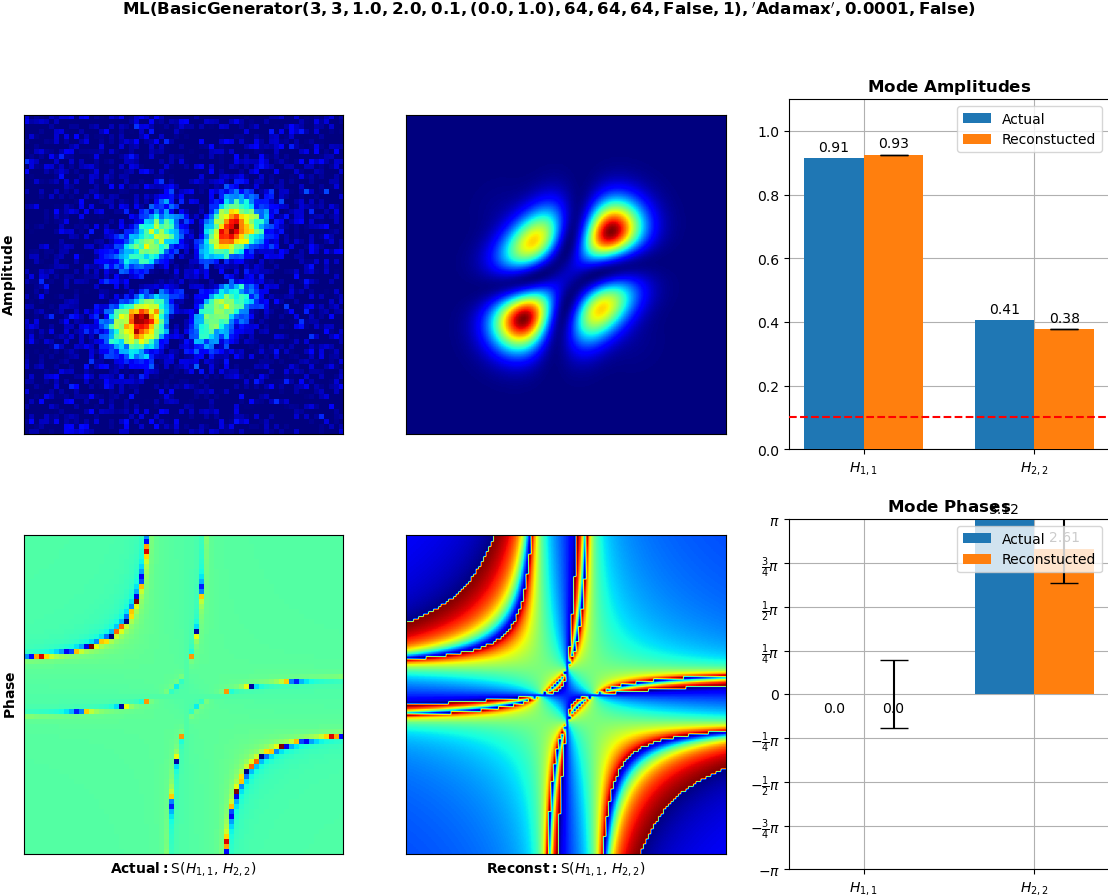 ML(BasicGenerator(3, 3, 1.0, 2.0, 0.1, (0.0, 1.0), 64, 64, 64, False, 1), 'Adamax', 0.0001, False)
Amplitude
Mode Amplitudes
Actual
Reconstucted
1.0
0.8
0.6
0.4
0.2
0.0
0.91
0.93
0.41
0.38
H1, 1
H2, 2
Phase
Actual: S(H1, 1, H2, 2)
Reconst: S(H1, 1, H2, 2)
Mode Phases
3.12
Actual
2.61
Reconstucted
π
3/4π
1/2π
1/4π
0
−1/4π
−1/2π
−3/4π
−π
0.0
0.0
H1, 1
H2, 2